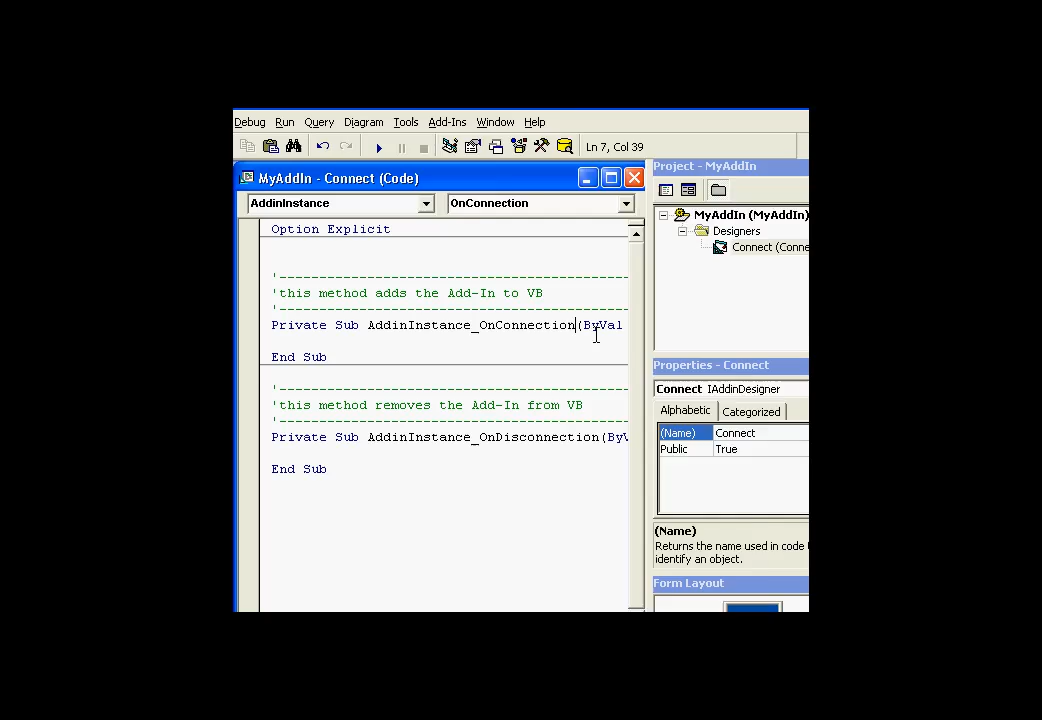 Debug Run Query Diagram Tools Add-Ins Window Help
Ln 7, Col 39
MyAddIn - Connect (Code)
AddinInstance OnConnection
Option Explicit
'--------------------------------------------
'this method adds the Add-In to VB
'--------------------------------------------
Private Sub AddinInstance_OnConnection(ByVal
End Sub
'--------------------------------------------
'this method removes the Add-In from VB
'--------------------------------------------
Private Sub AddinInstance_OnDisconnection(ByV
End Sub
Project - MyAddIn
MyAddIn (MyAddIn)
Designers
Connect (Conne
Properties - Connect
Connect IAddinDesigner
Alphabetic Categorized
(Name) Connect
Public True
(Name)
Returns the name used in code
identify an object.
Form Layout